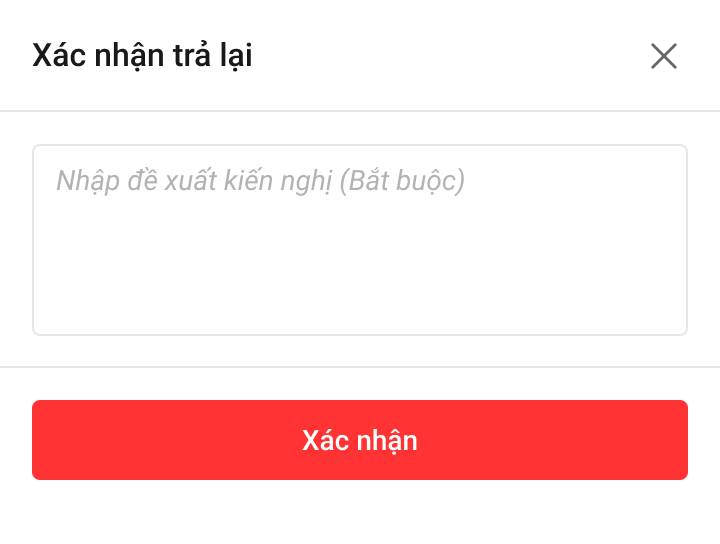 Xác nhận trả lại
Nhập đề xuất kiến nghị (Bắt buộc)
Xác nhận